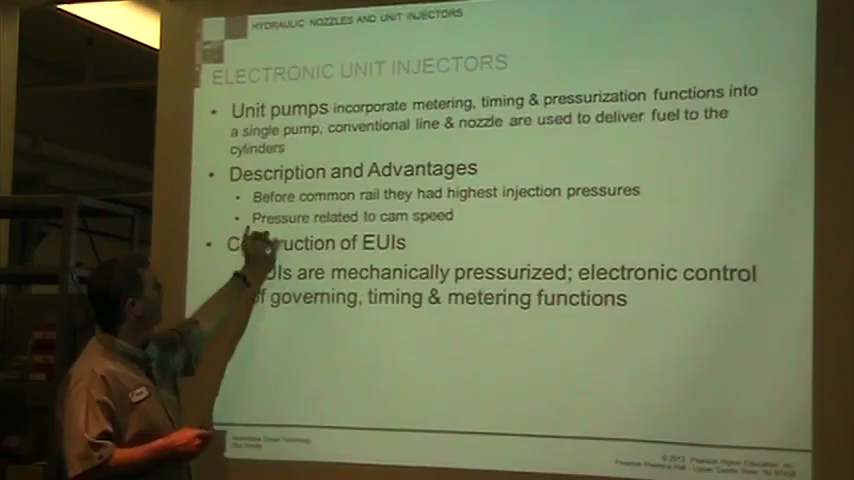 HYDRAULIC NOZZLES AND UNIT INJECTORS
ELECTRONIC UNIT INJECTORS
• Unit pumps incorporate metering, timing & pressurization functions into
a single pump, conventional line & nozzle are used to deliver fuel to the
cylinders
• Description and Advantages
• Before common rail they had highest injection pressures
• Pressure related to cam speed
• of EUIs
are mechanically pressurized; electronic control
governing, timing & metering functions